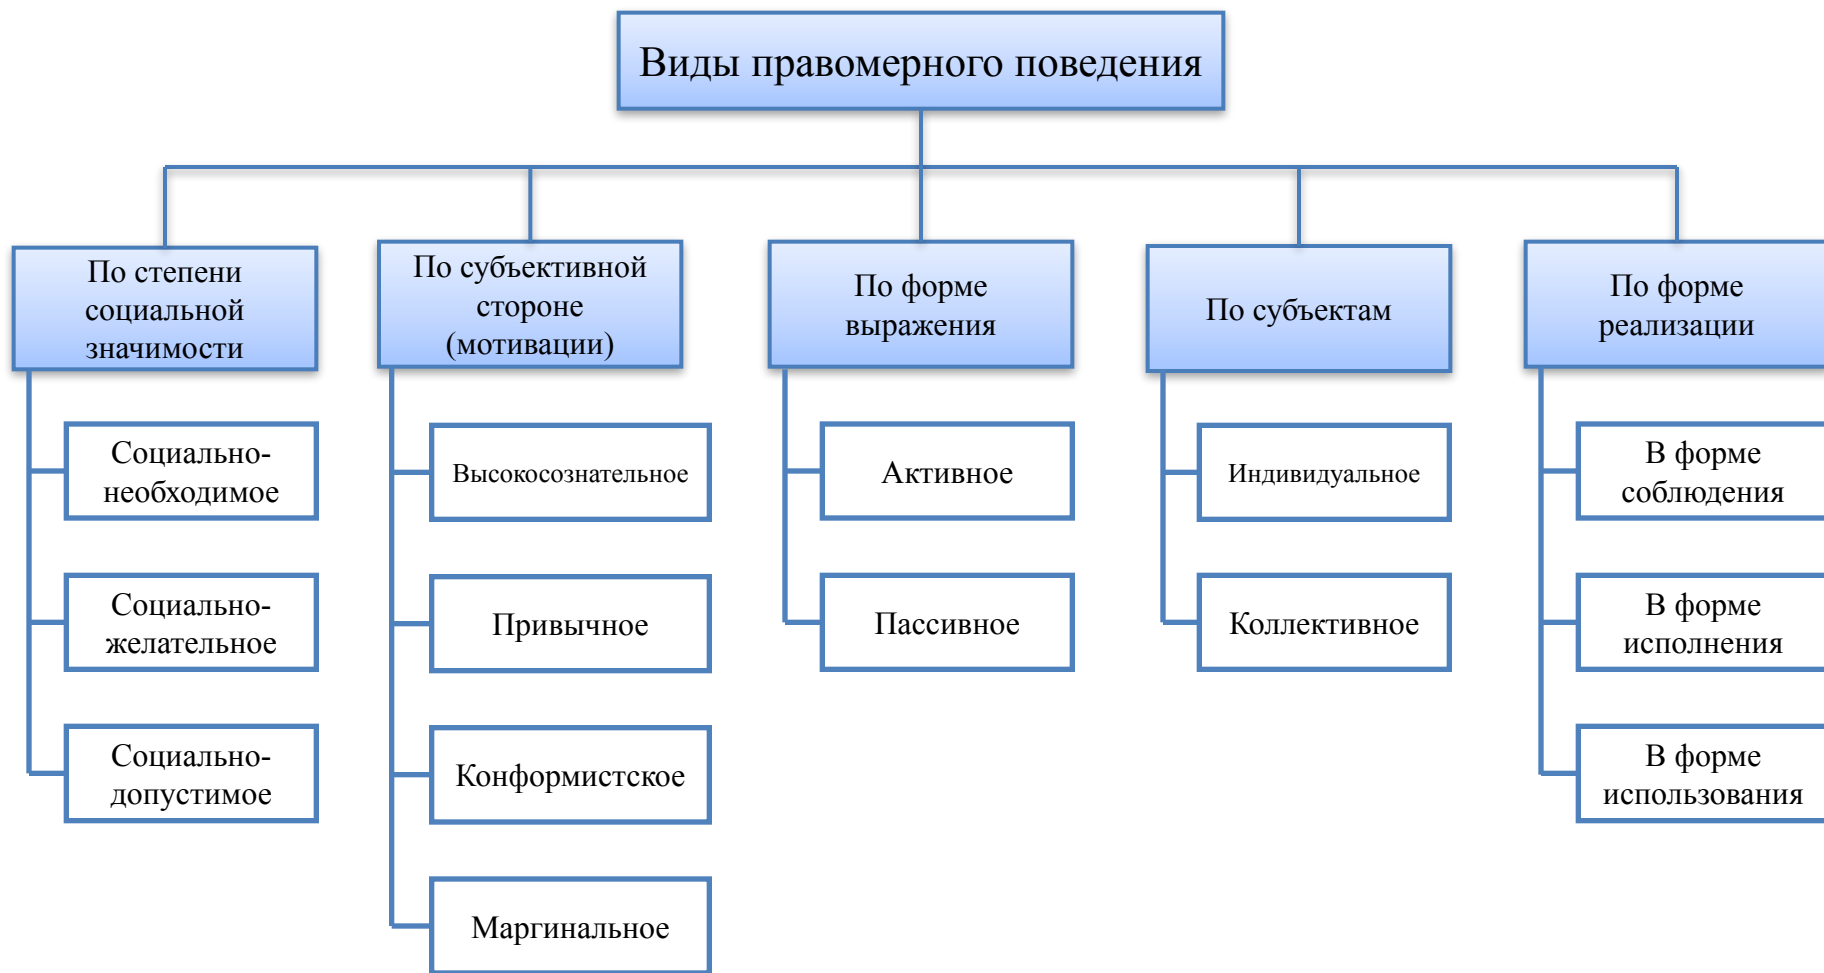 Виды правомерного поведения
По степени
социальной
значимости
Социально-
необходимое
Социально-
желательное
Социально-
допустимое
По субъективной
стороне
(мотивации)
Высокосознательное
Привычное
Конформистское
Маргинальное
По форме
выражения
Активное
Пассивное
По субъектам
Индивидуальное
Коллективное
По форме
реализации
В форме
соблюдения
В форме
исполнения
В форме
использования